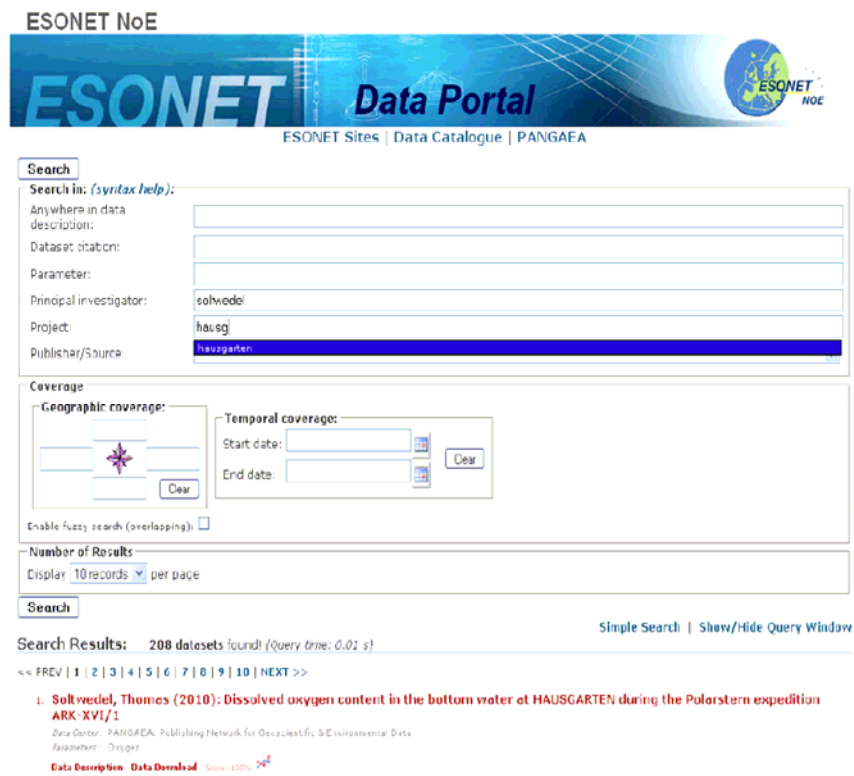 ESONET NoE
ESONET Data Portal
ESONET NOE
ESONET Sites | Data Catalogue | PANGAEA
Search
Search in: (syntax help):
Anywhere in data description:
Dataset citation:
Parameter:
Principal investigator: soltwedel
Project: hausg
hausgarten
Publisher/Source:
Coverage
Geographic coverage:
Clear
Temporal coverage:
Start date:
End date:
Clear
Enable fuzzy search (overlapping):
Number of Results
Display 10 records per page
Search
Simple Search | Show/Hide Query Window
Search Results: 208 datasets found! (Query time: 0.01 s)
<< PREV | 1 | 2 | 3 | 4 | 5 | 6 | 7 | 8 | 9 | 10 | NEXT >>
1. Soltwedel, Thomas (2010): Dissolved oxygen content in the bottom water at HAUSGARTEN during the Polarstern expedition
ARK-XVI/1
Data Center: PANGAEA: Publishing Network for Geoscientific & Environmental Data
Parameters: Oxygen
Data Description Data Download Score: 100%